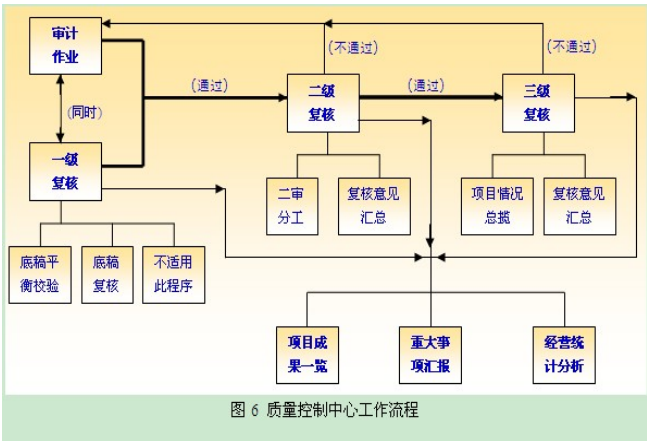 审计
作业
(不通过)
(不通过)
(通过)
二级
复核
(通过)
三级
复核
(同时)
一级
复核
二审
分工
复核意见
汇总
项目情况
总揽
复核意见
汇总
底稿平
衡校验
底稿
复核
不适用
此程序
项目成
果一览
重大事
项汇报
经营统
计分析
图 6 质量控制中心工作流程